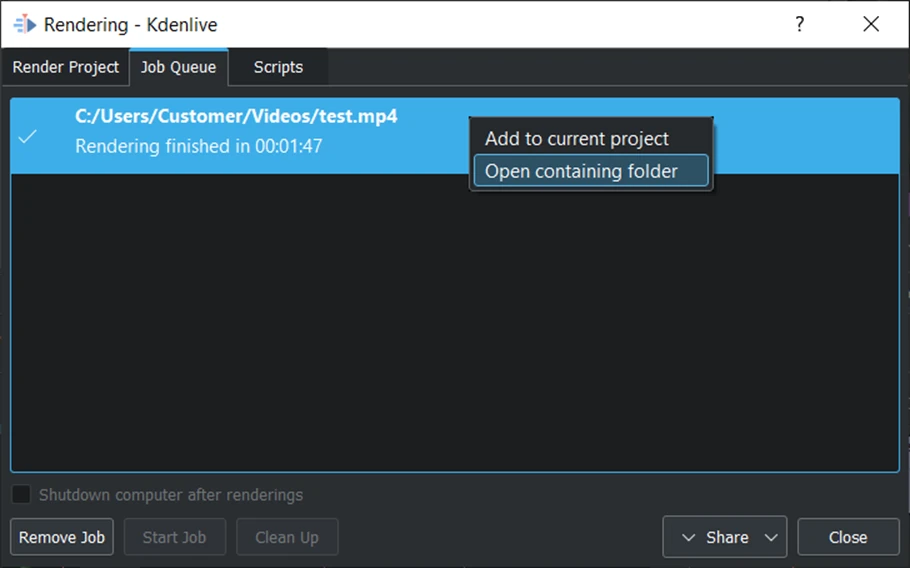 Rendering - Kdenlive
?
Render Project
Job Queue
Scripts
C:/Users/Customer/Videos/test.mp4
Rendering finished in 00:01:47
Add to current project
Open containing folder
Shutdown computer after renderings
Remove Job
Start Job
Clean Up
Share
Close